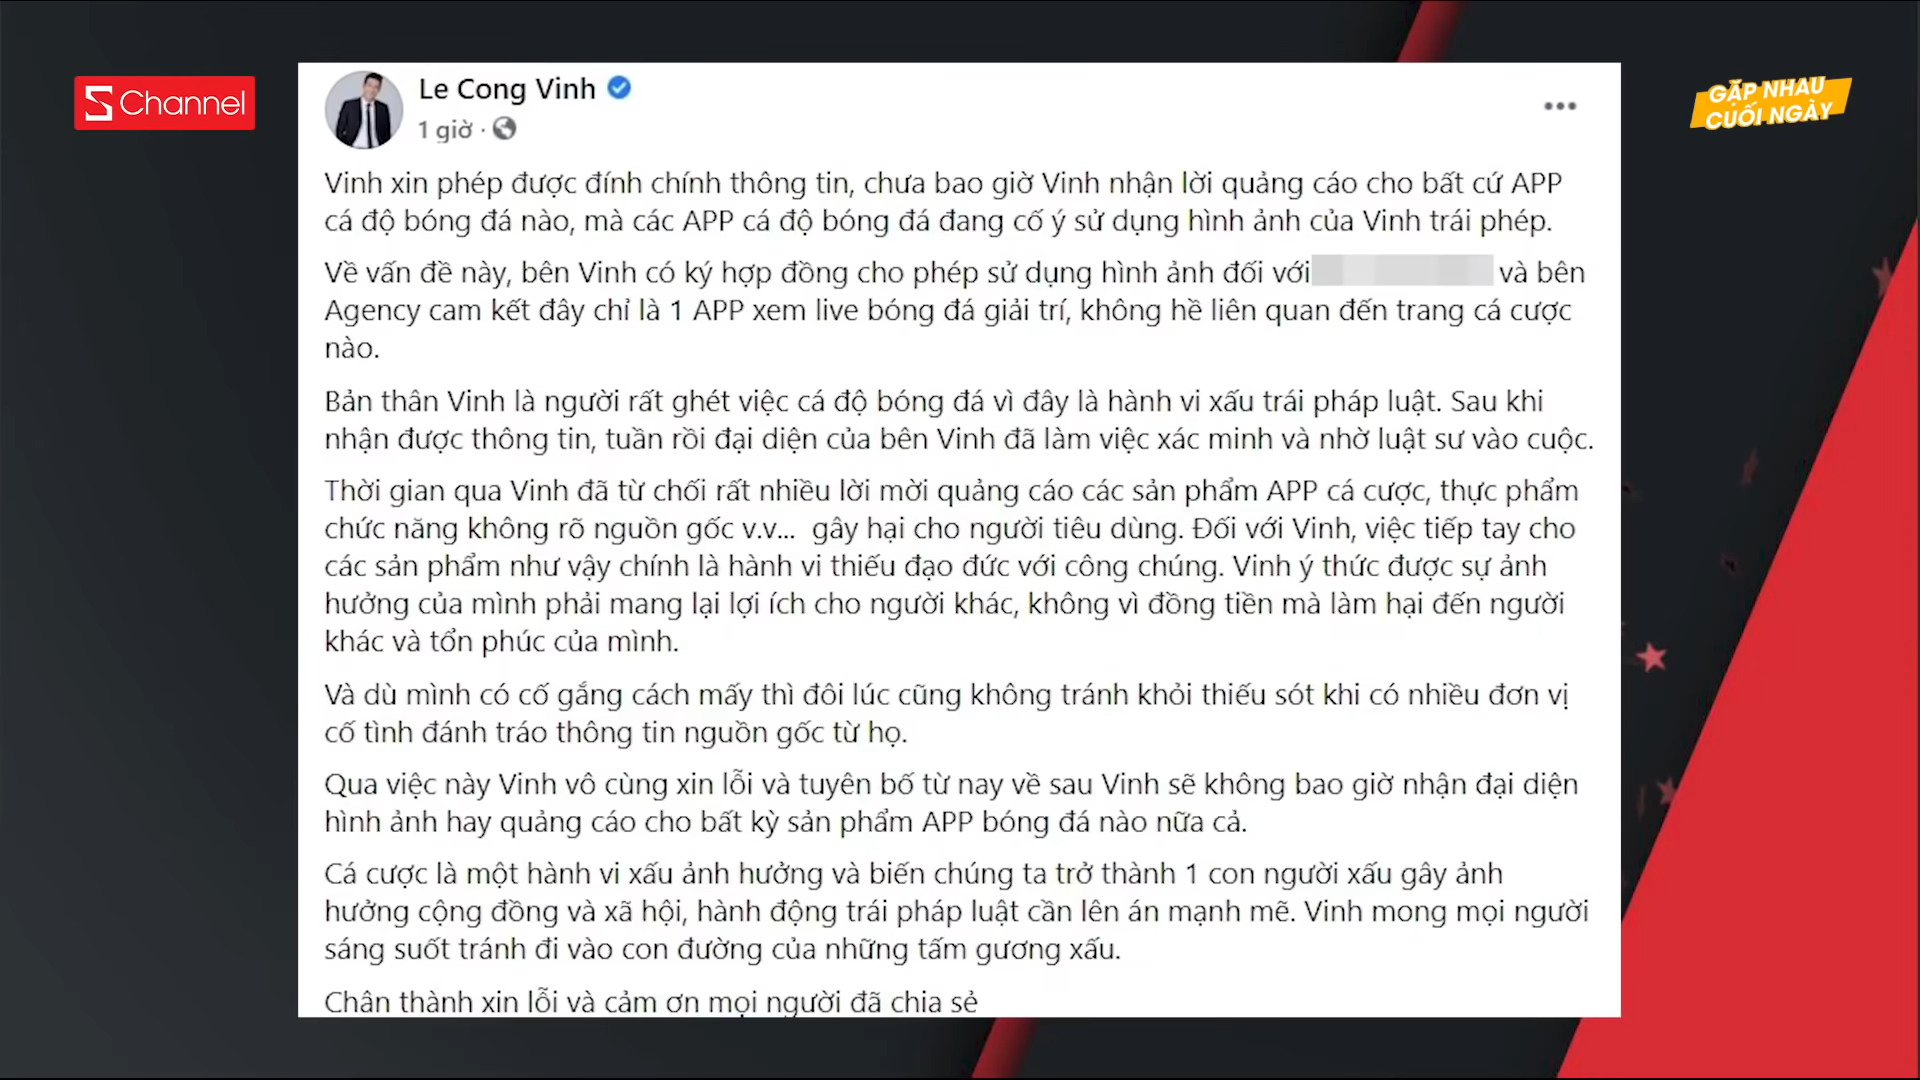 S Channel
GẶP NHAU
CUỐI NGÀY
Le Cong Vinh
1 giờ ·
Vinh xin phép được đính chính thông tin, chưa bao giờ Vinh nhận lời quảng cáo cho bất cứ APP
cá độ bóng đá nào, mà các APP cá độ bóng đá đang cố ý sử dụng hình ảnh của Vinh trái phép.
Về vấn đề này, bên Vinh có ký hợp đồng cho phép sử dụng hình ảnh đối với và bên
Agency cam kết đây chỉ là 1 APP xem live bóng đá giải trí, không hề liên quan đến trang cá cược
nào.
Bản thân Vinh là người rất ghét việc cá độ bóng đá vì đây là hành vi xấu trái pháp luật. Sau khi
nhận được thông tin, tuần rồi đại diện của bên Vinh đã làm việc xác minh và nhờ luật sư vào cuộc.
Thời gian qua Vinh đã từ chối rất nhiều lời mời quảng cáo các sản phẩm APP cá cược, thực phẩm
chức năng không rõ nguồn gốc v.v... gây hại cho người tiêu dùng. Đối với Vinh, việc tiếp tay cho
các sản phẩm như vậy chính là hành vi thiếu đạo đức với công chúng. Vinh ý thức được sự ảnh
hưởng của mình phải mang lại lợi ích cho người khác, không vì đồng tiền mà làm hại đến người
khác và tổn phúc của mình.
Và dù mình có cố gắng cách mấy thì đôi lúc cũng không tránh khỏi thiếu sót khi có nhiều đơn vị
cố tình đánh tráo thông tin nguồn gốc từ họ.
Qua việc này Vinh vô cùng xin lỗi và tuyên bố từ nay về sau Vinh sẽ không bao giờ nhận đại diện
hình ảnh hay quảng cáo cho bất kỳ sản phẩm APP bóng đá nào nữa cả.
Cá cược là một hành vi xấu ảnh hưởng và biến chúng ta trở thành 1 con người xấu gây ảnh
hưởng cộng đồng và xã hội, hành động trái pháp luật cần lên án mạnh mẽ. Vinh mong mọi người
sáng suốt tránh đi vào con đường của những tấm gương xấu.
Chân thành xin lỗi và cảm ơn mọi người đã chia sẻ